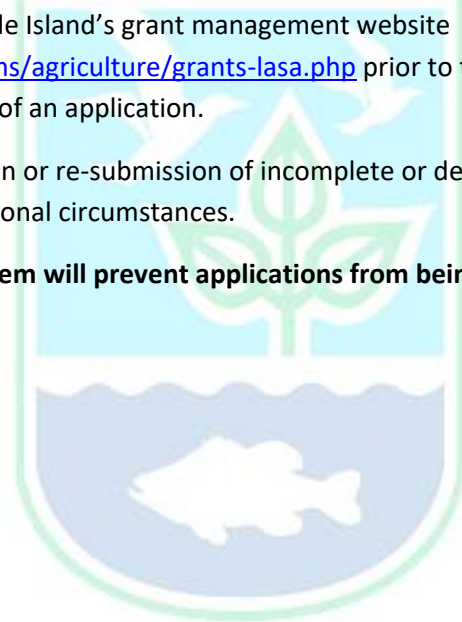 le Island’s grant management website
ns/agriculture/grants-lasa.php prior to
of an application.
n or re-submission of incomplete or de
ional circumstances.
em will prevent applications from bein